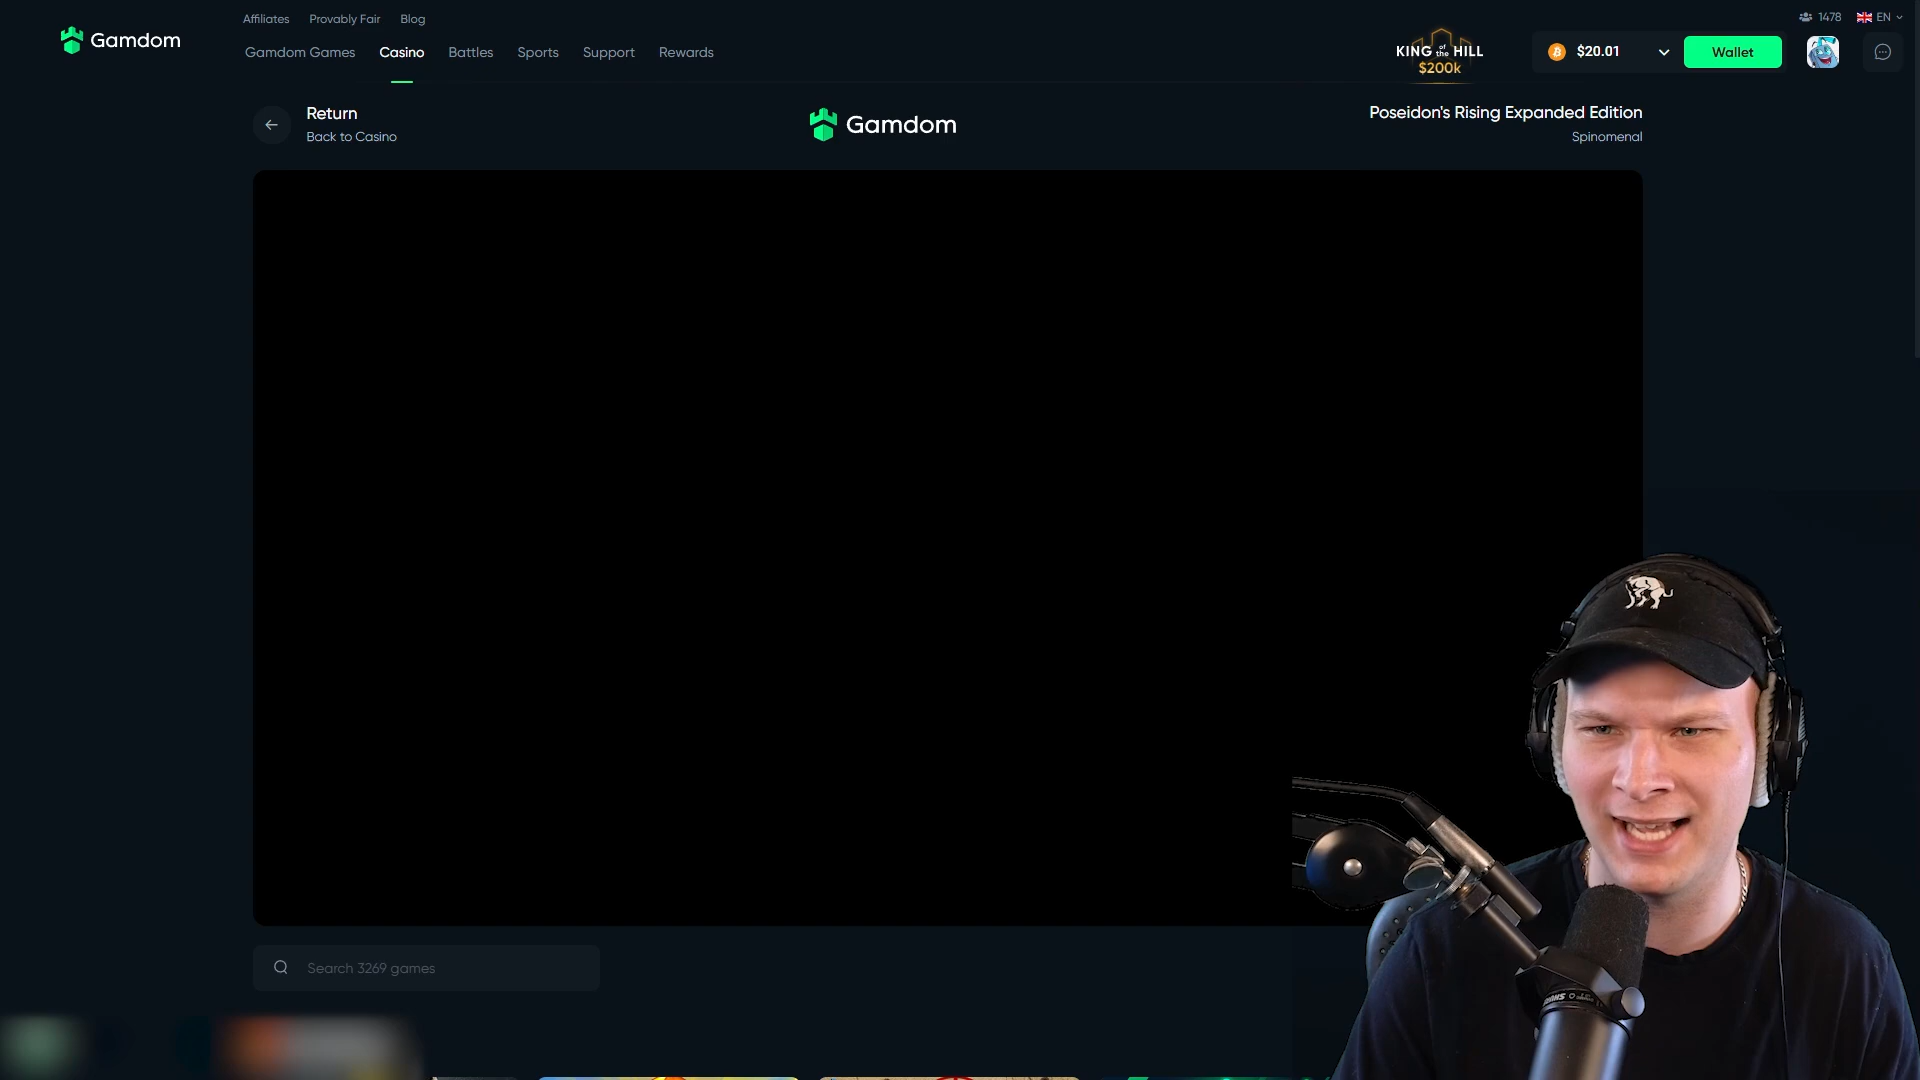 Affiliates Provably Fair Blog
1478 EN
Gamdom
Gamdom Games Casino Battles Sports Support Rewards
KING of the HILL
$200k
$20.01
Wallet
Return
Back to Casino
Gamdom
Poseidon's Rising Expanded Edition
Spinomenal
Search 3269 games